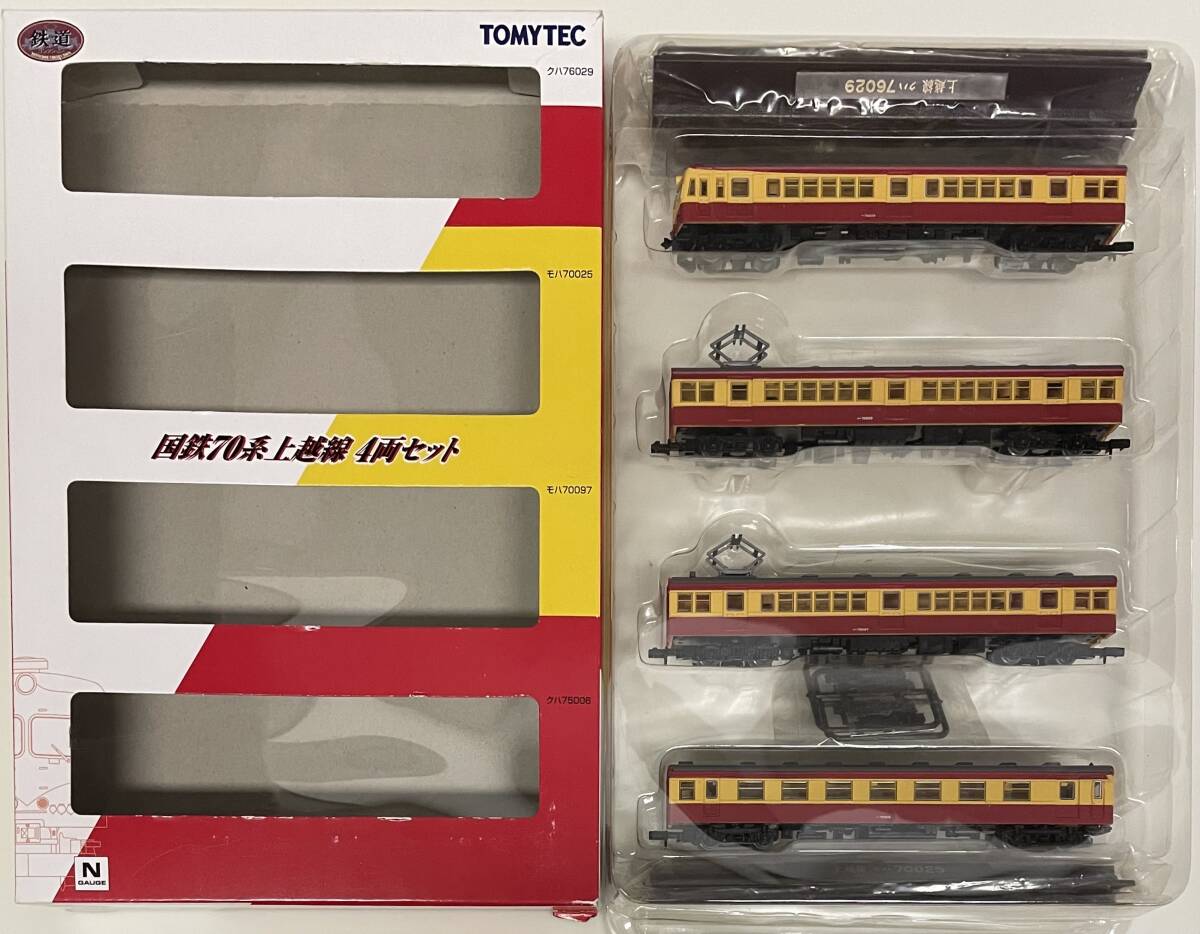 鉄道
TOMYTEC
クハ76029
モハ70025
国鉄70系上越線 4両セット
モハ70097
クハ75006
N
GAUGE
上越線 クハ76029